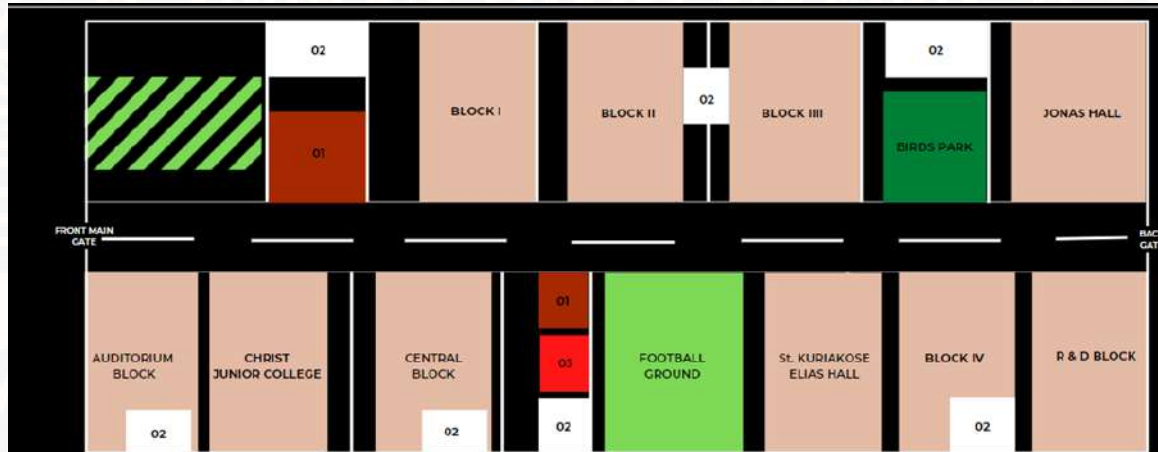 02
01
BLOCK I
BLOCK II
02
BLOCK IIII
02
BIRDS PARK
JONAS HALL
FRONT MAIN
GATE
BAC
GAT
AUDITORIUM
BLOCK
02
CHRIST
JUNIOR COLLEGE
CENTRAL
BLOCK
02
01
03
02
FOOTBALL
GROUND
St. KURIAKOSE
ELIAS HALL
BLOCK IV
02
R & D BLOCK